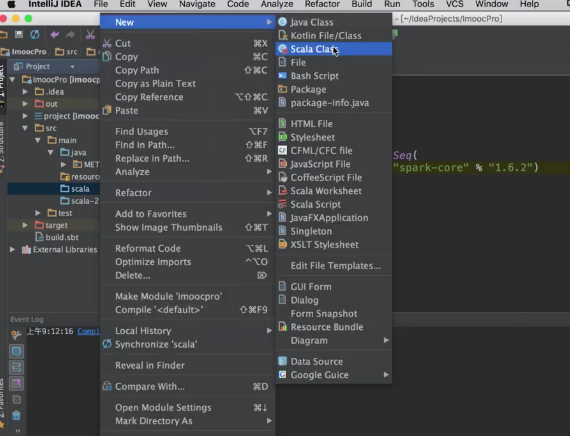 IntelliJ IDEA File Edit View Navigate Code Analyze Refactor Build Run Tools VCS Window Help
- [~/IdeaProjects/ImoocPro]
ImoocPro src
Project
ImoocPro [imoocp
.idea
out
project [imooc
src
main
java
MET
resourc
scala
scala-2
test
target
build.sbt
External Libraries
1: Project
Z: Structure
2: Favorites
New
Cut ⌘X
Copy ⌘C
Copy Path ⇧⌘C
Copy as Plain Text
Copy Reference ⌥⇧⌘C
Paste ⌘V
Find Usages ⌥F7
Find in Path... ⇧⌘F
Replace in Path... ⇧⌘R
Analyze
Refactor
Add to Favorites
Show Image Thumbnails ⇧⌘T
Reformat Code ⌥⌘L
Optimize Imports ^⌥O
Delete... ⌦
Make Module 'imoocpro'
Compile '<default>' ⇧⌘F9
Local History
Synchronize 'scala'
Reveal in Finder
Compare With... ⌘D
Open Module Settings ⌘↓
Mark Directory As
Java Class
Kotlin File/Class
Scala Class
File
Bash Script
Package
package-info.java
HTML File
Stylesheet
CFML/CFC file
JavaScript File
CoffeeScript File
Scala Worksheet
Scala Script
JavaFXApplication
Singleton
XSLT Stylesheet
Edit File Templates...
GUI Form
Dialog
Form Snapshot
Resource Bundle
Diagram
Data Source
Google Guice
Seq(
"spark-core" % "1.6.2")
Event Log
上午9:12:16 Compi